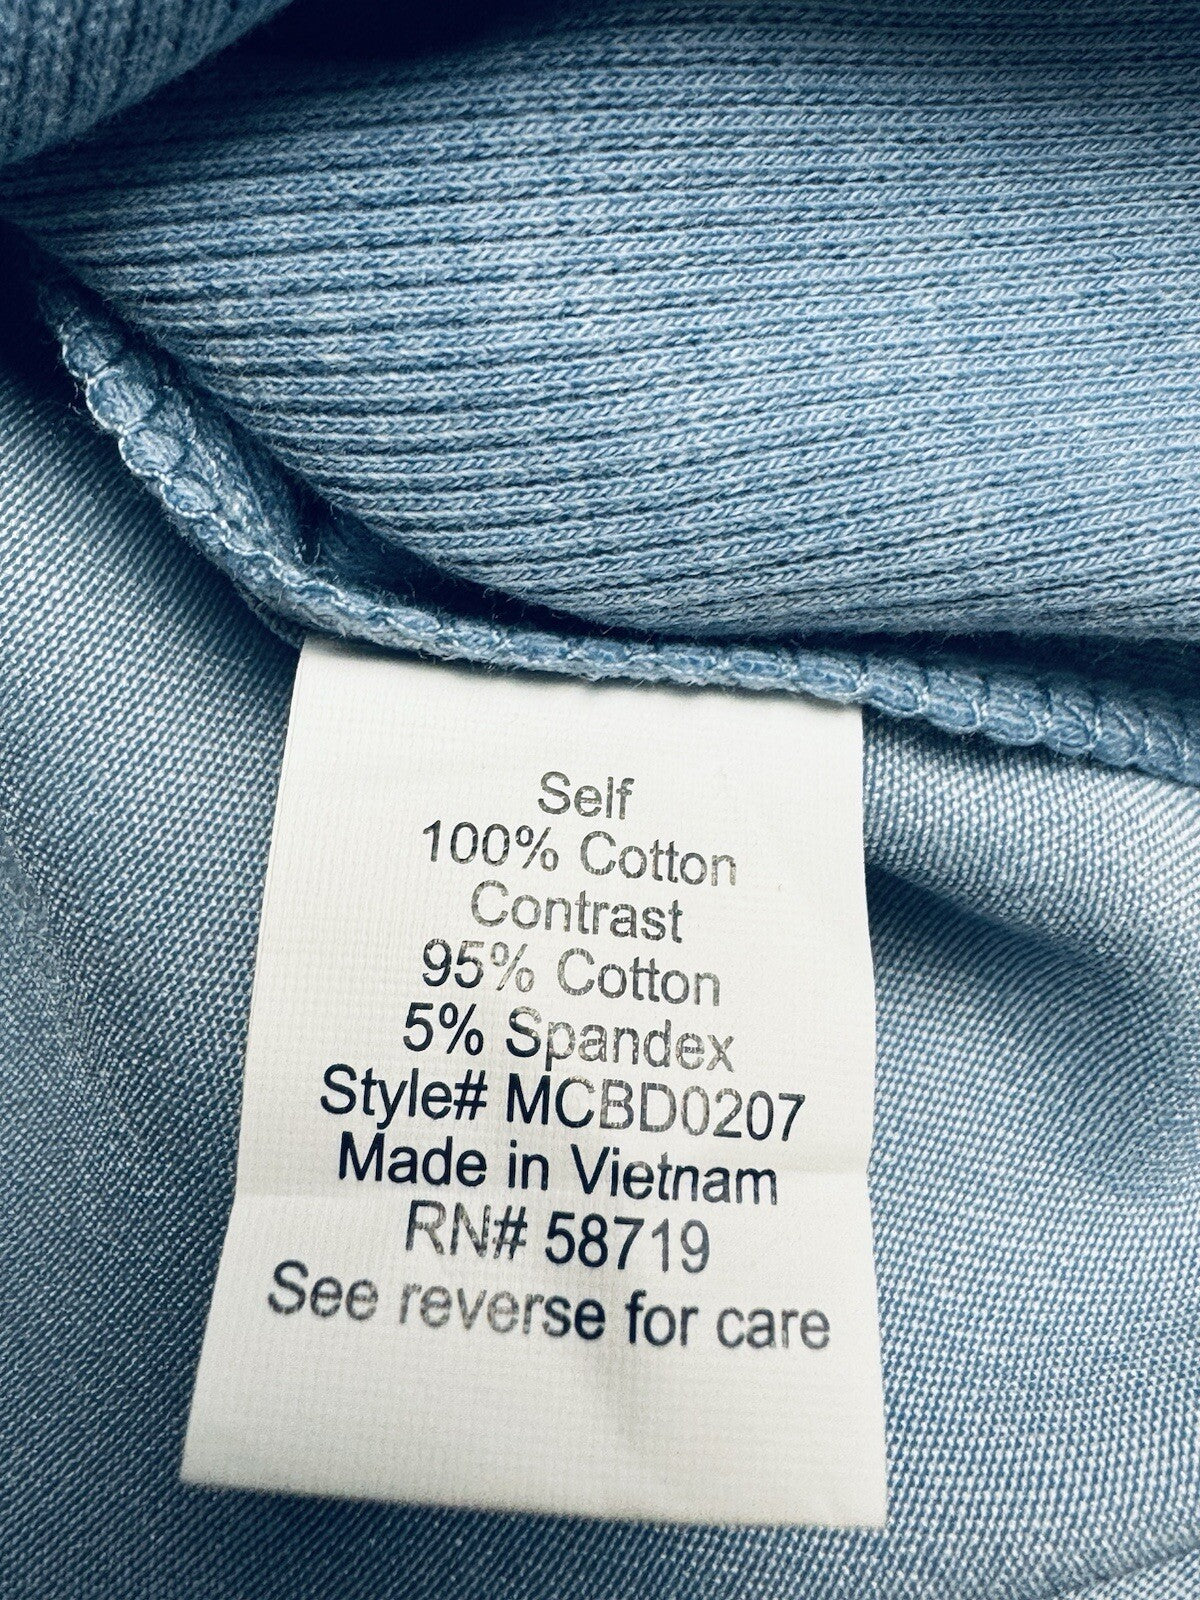 Self
100% Cotton
Contrast
95% Cotton
5% Spandex
Style# MCBD0207
Made in Vietnam
RN# 58719
See reverse for care